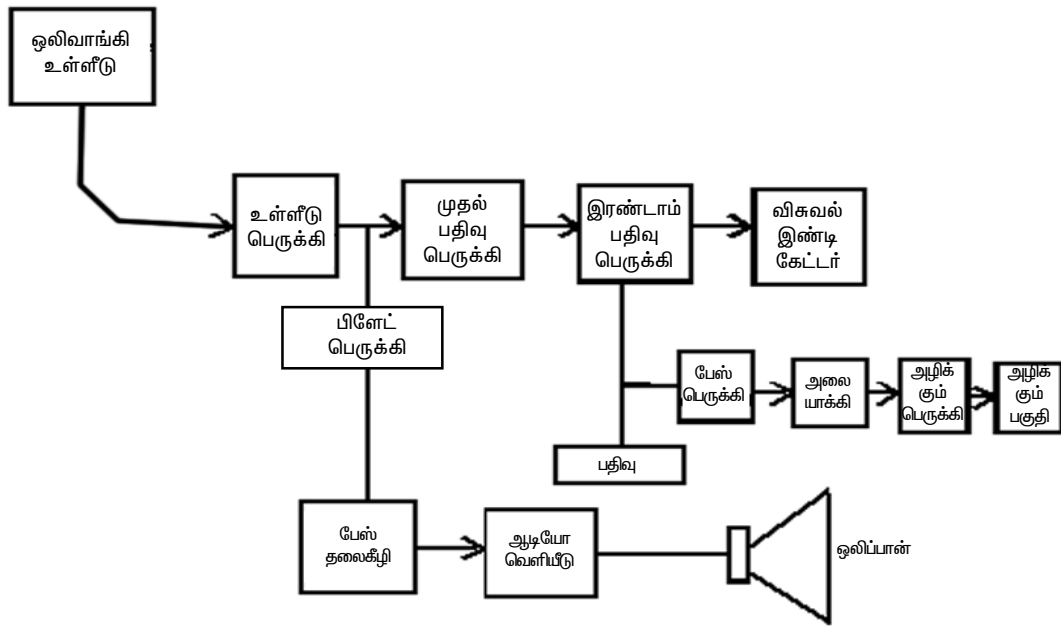 ஒலிவாங்கி
உள்ளீடு
உள்ளீடு
பெருக்கி
முதல்
பதிவு
பெருக்கி
இரண்டாம்
பதிவு
பெருக்கி
விசுவல்
இண்டி
கேட்டர்
பிளேட்
பெருக்கி
பேஸ்
பெருக்கி
அலை
யாக்கி
அழிக்
கும்
பெருக்கி
அழிக்
கும்
பகுதி
பதிவு
பேஸ்
தலைகீழி
ஆடியோ
வெளியீடு
ஒலிப்பான்